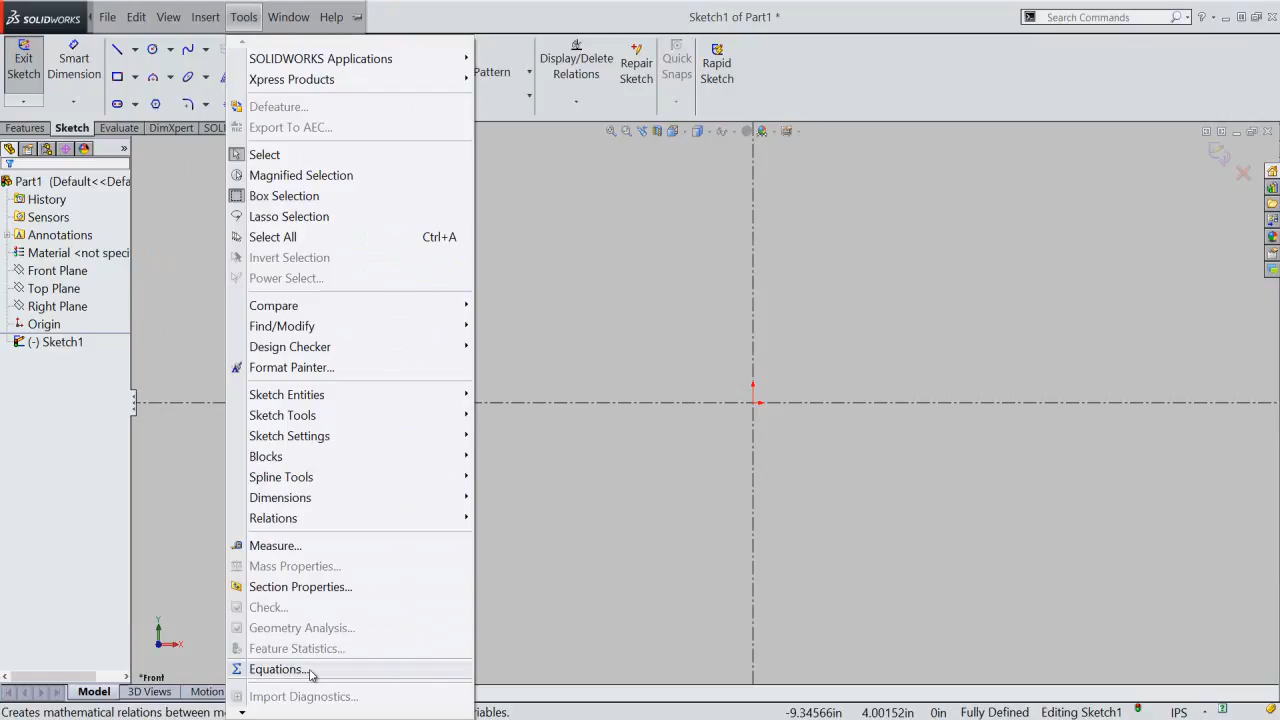 SOLIDWORKS File Edit View Insert Tools Window Help Sketch1 of Part1 * Search Commands ?
Exit Sketch
Smart Dimension
Pattern
Display/Delete Relations
Repair Sketch
Quick Snaps
Rapid Sketch
Features Sketch Evaluate DimXpert SOL
Part1 (Default<<Defa
History
Sensors
Annotations
Material <not speci
Front Plane
Top Plane
Right Plane
Origin
(-) Sketch1
SOLIDWORKS Applications
Xpress Products
Defeature...
Export To AEC...
Select
Magnified Selection
Box Selection
Lasso Selection
Select All Ctrl+A
Invert Selection
Power Select...
Compare
Find/Modify
Design Checker
Format Painter...
Sketch Entities
Sketch Tools
Sketch Settings
Blocks
Spline Tools
Dimensions
Relations
Measure...
Mass Properties...
Section Properties...
Check...
Geometry Analysis...
Feature Statistics...
Equations...
Import Diagnostics...
Y
X
*Front
Model 3D Views Motion
Creates mathematical relations between m riables. -9.34566in 4.00152in 0in Fully Defined Editing Sketch1 IPS